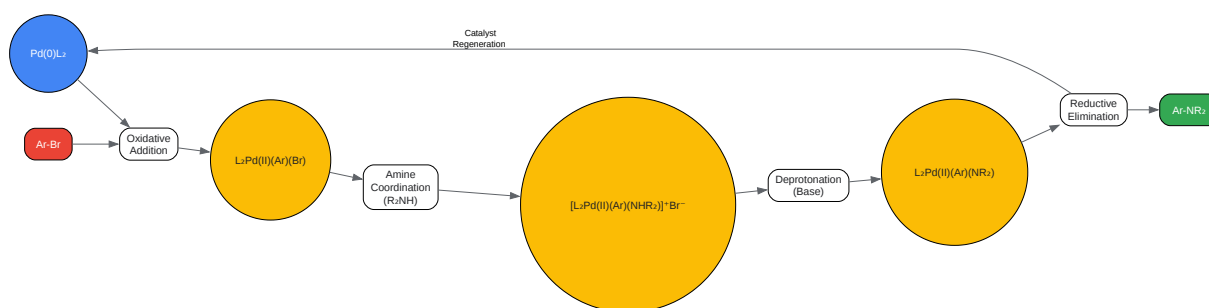 Catalyst
Regeneration
Pd(0)L₂
Ar-Br
Oxidative
Addition
L₂Pd(II)(Ar)(Br)
Amine
Coordination
(R₂NH)
[L₂Pd(II)(Ar)(NHR₂)]⁺Br⁻
Deprotonation
(Base)
L₂Pd(II)(Ar)(NR₂)
Reductive
Elimination
Ar-NR₂